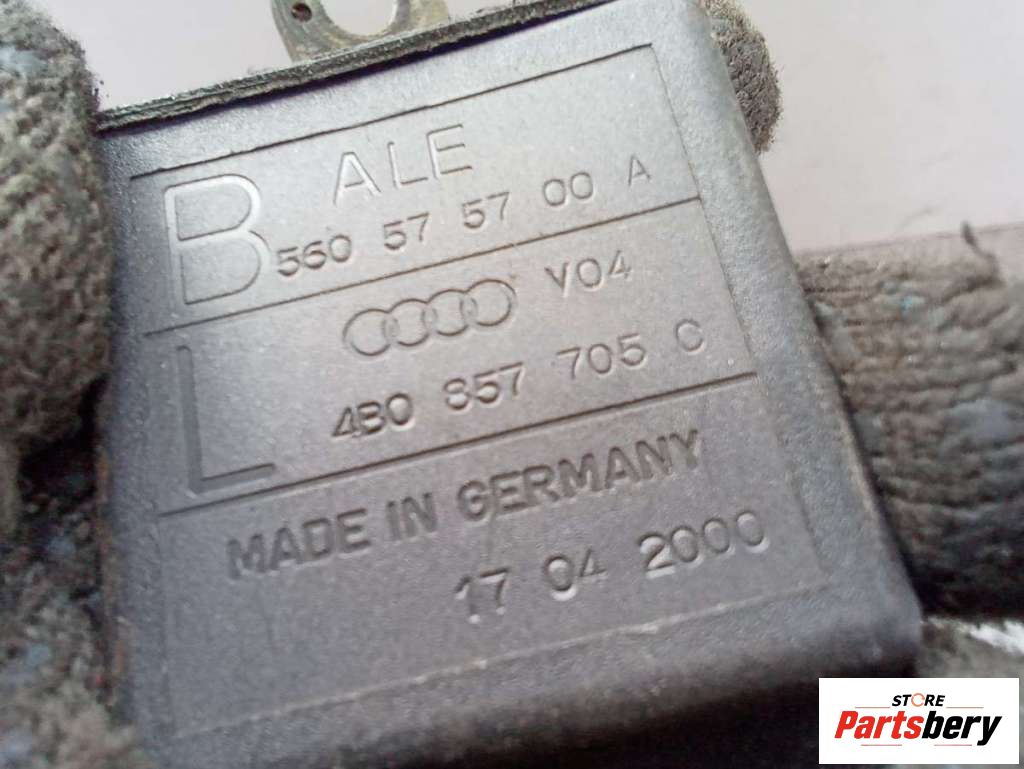 B ALE
560 57 57 00 A
V04
L 4B0 857 705 C
MADE IN GERMANY
17 04 2000
STORE
Partsbery